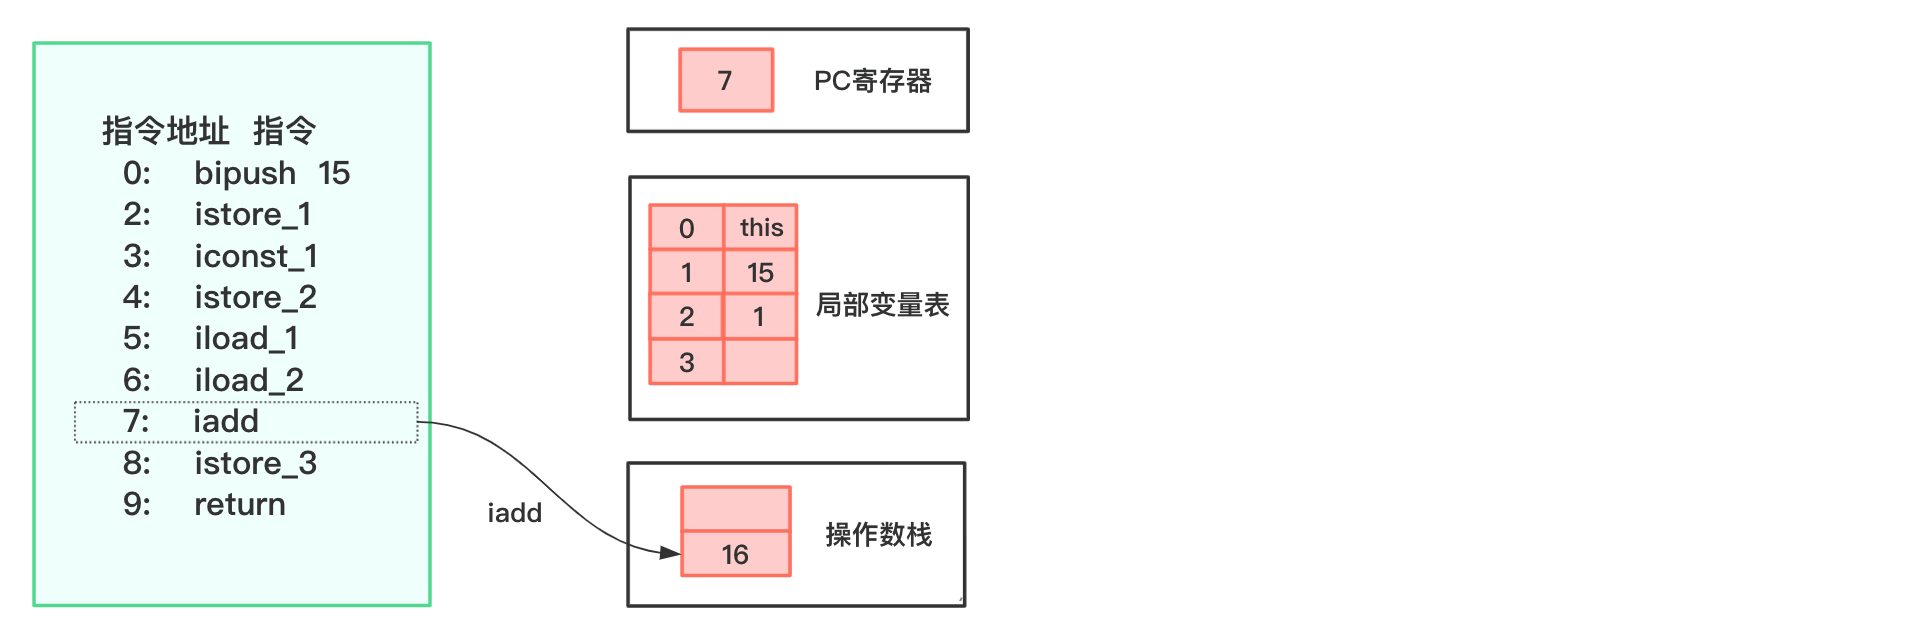 指令地址 指令
0: bipush 15
2: istore_1
3: iconst_1
4: istore_2
5: iload_1
6: iload_2
7: iadd
8: istore_3
9: return
iadd
7 PC寄存器
0 this
1 15
2 1
3
局部变量表
16
操作数栈